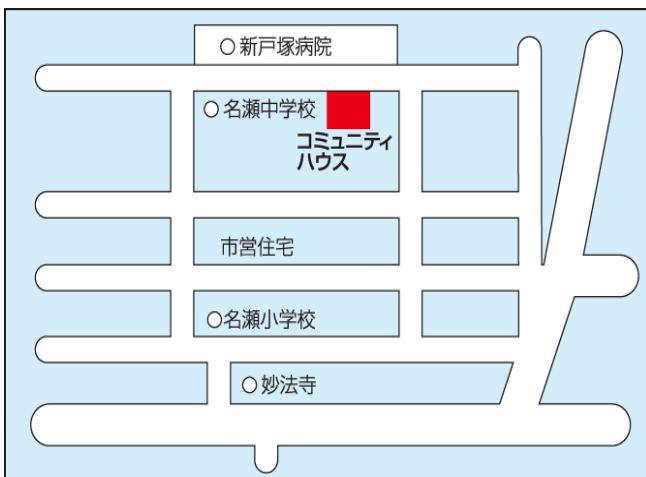 新戸塚病院
名瀬中学校
コミュニティ
ハウス
市営住宅
名瀬小学校
妙法寺